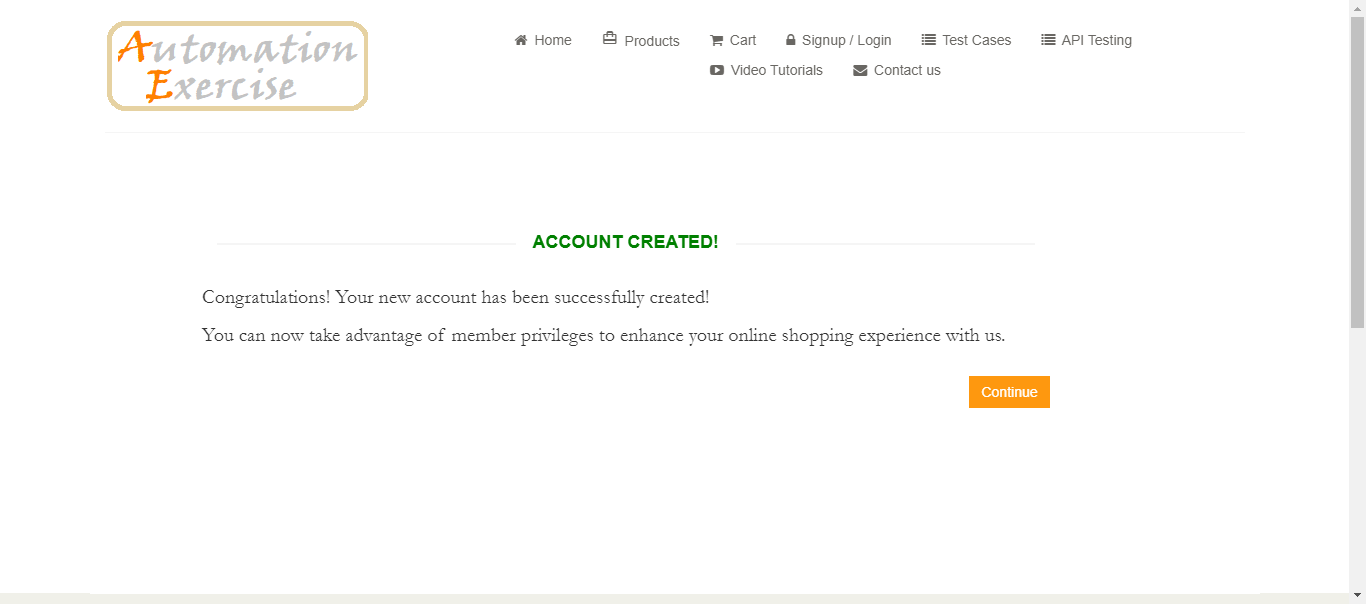 Automation
Exercise
Home Products Cart Signup / Login Test Cases API Testing
Video Tutorials Contact us
ACCOUNT CREATED!
Congratulations! Your new account has been successfully created!
You can now take advantage of member privileges to enhance your online shopping experience with us.
Continue